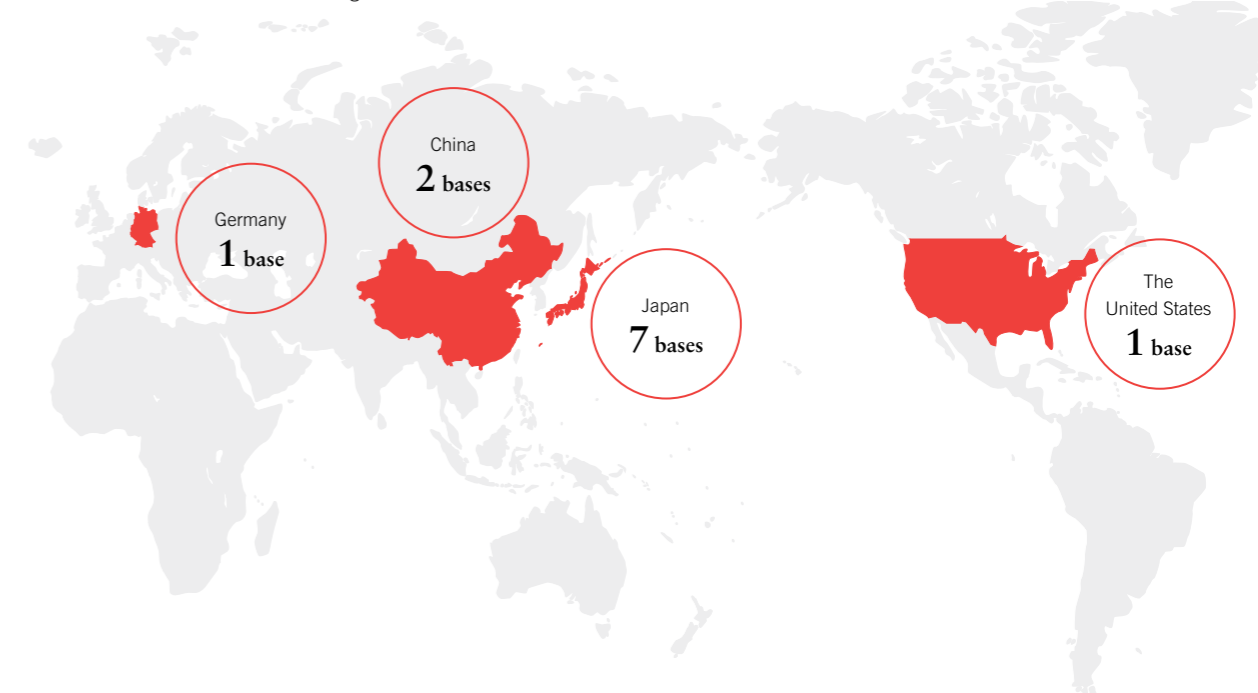 China
2 bases
Germany
1 base
Japan
7 bases
The
United States
1 base